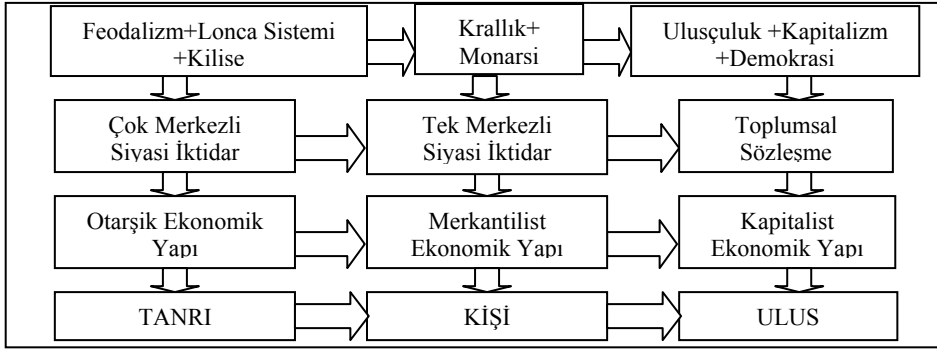 Feodalizm+Lonca Sistemi
+Kilise
Krallık+
Monarsi
Ulusçuluk +Kapitalizm
+Demokrasi
Çok Merkezli
Siyasi İktidar
Tek Merkezli
Siyasi İktidar
Toplumsal
Sözleşme
Otarşik Ekonomik
Yapı
Merkantilist
Ekonomik Yapı
Kapitalist
Ekonomik Yapı
TANRI
KİŞİ
ULUS